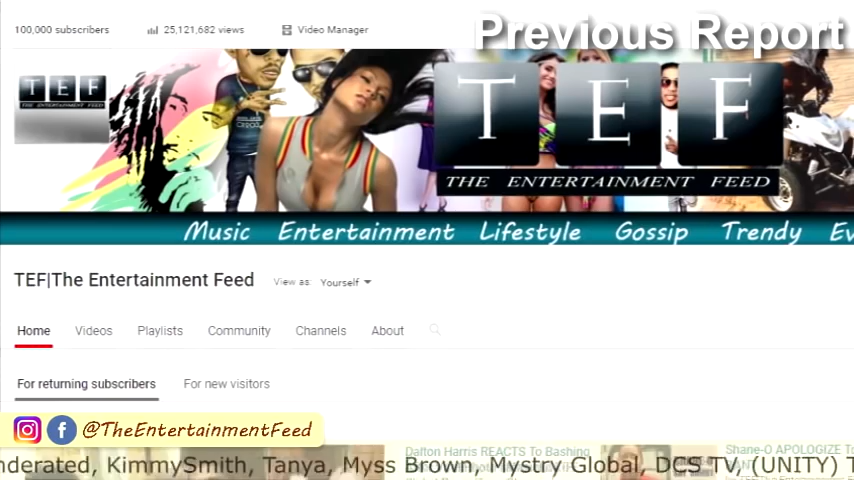 Previous Report
100,000 subscribers 25,121,682 views Video Manager
TEF
THE ENTERTAINMENT FEED
T E F
THE ENTERTAINMENT FEED
Music Entertainment Lifestyle Gossip Trendy
TEF|The Entertainment Feed View as: Yourself
Home Videos Playlists Community Channels About
For returning subscribers For new visitors
@TheEntertainmentFeed
Dalton Harris REACTS To Bashing
Shane-O APOLOGIZE To
nderated, KimmySmith, Tanya, Myss Brown, Mystry Global, DCS TV, (UNITY) T